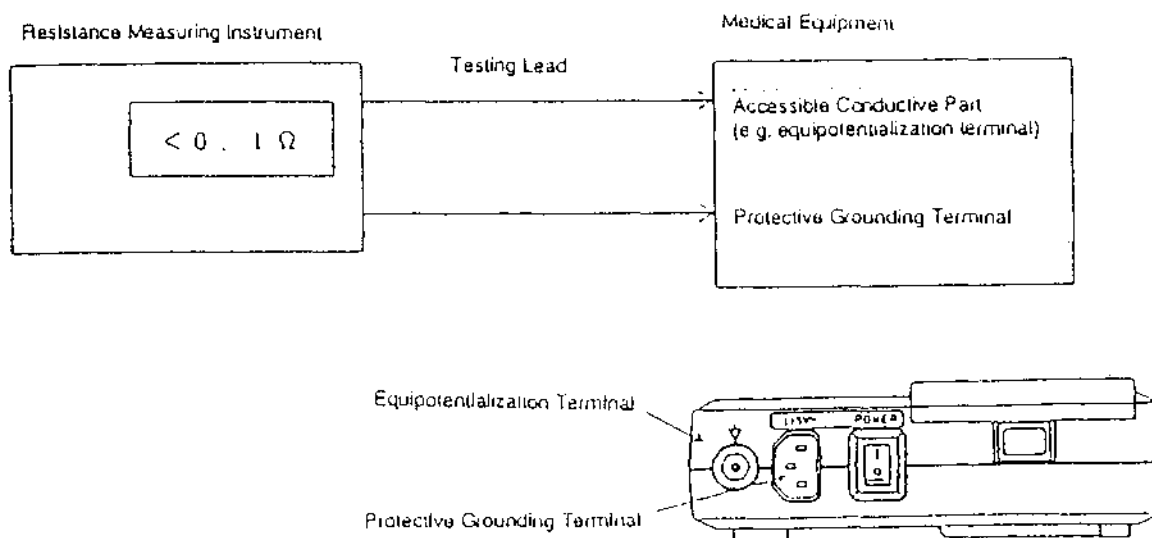 Medical Equipment
Resistance Measuring Instrument
Testing Lead
Accessible Conductive Part
(e.g. equipotentialization terminal)
< 0 . 1 Ω
Protective Grounding Terminal
Equipotentialization Terminal
115V~ POWER
Protective Grounding Terminal